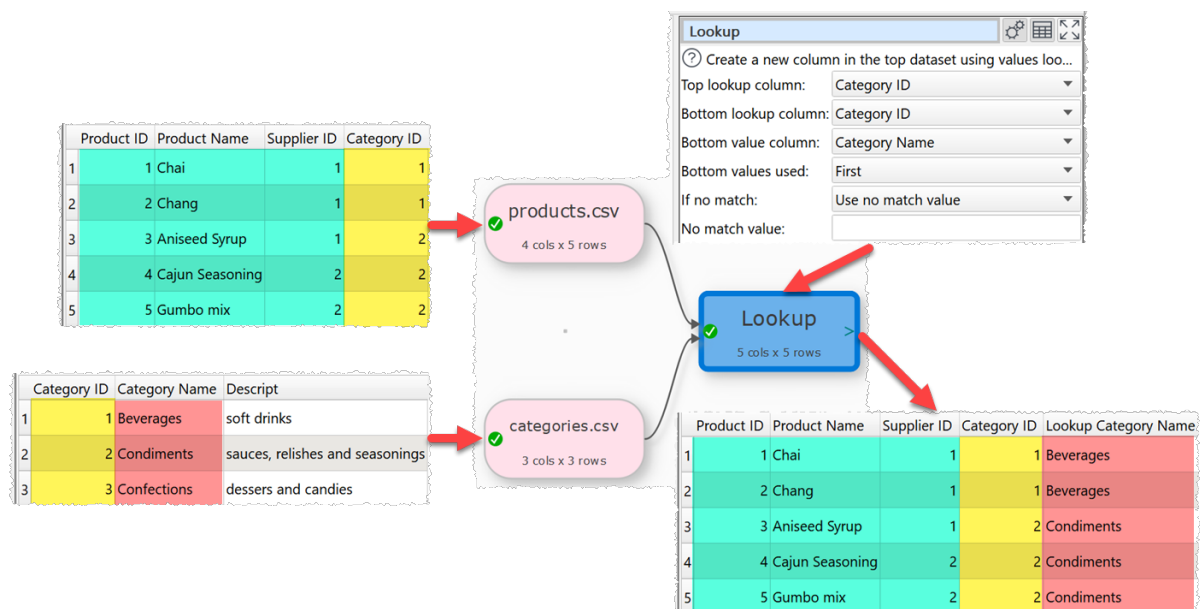 Lookup
Create a new column in the top dataset using values loo...
Top lookup column: Category ID
Bottom lookup column: Category ID
Bottom value column: Category Name
Bottom values used: First
If no match: Use no match value
No match value:
Product ID Product Name Supplier ID Category ID
1 1 Chai 1 1
2 2 Chang 1 1
3 3 Aniseed Syrup 1 2
4 4 Cajun Seasoning 2 2
5 5 Gumbo mix 2 2
products.csv
4 cols x 5 rows
Lookup
5 cols x 5 rows
Category ID Category Name Descript
1 1 Beverages soft drinks
2 2 Condiments sauces, relishes and seasonings
3 3 Confections dessers and candies
categories.csv
3 cols x 3 rows
Product ID Product Name Supplier ID Category ID Lookup Category Name
1 1 Chai 1 1 Beverages
2 2 Chang 1 1 Beverages
3 3 Aniseed Syrup 1 2 Condiments
4 4 Cajun Seasoning 2 2 Condiments
5 5 Gumbo mix 2 2 Condiments